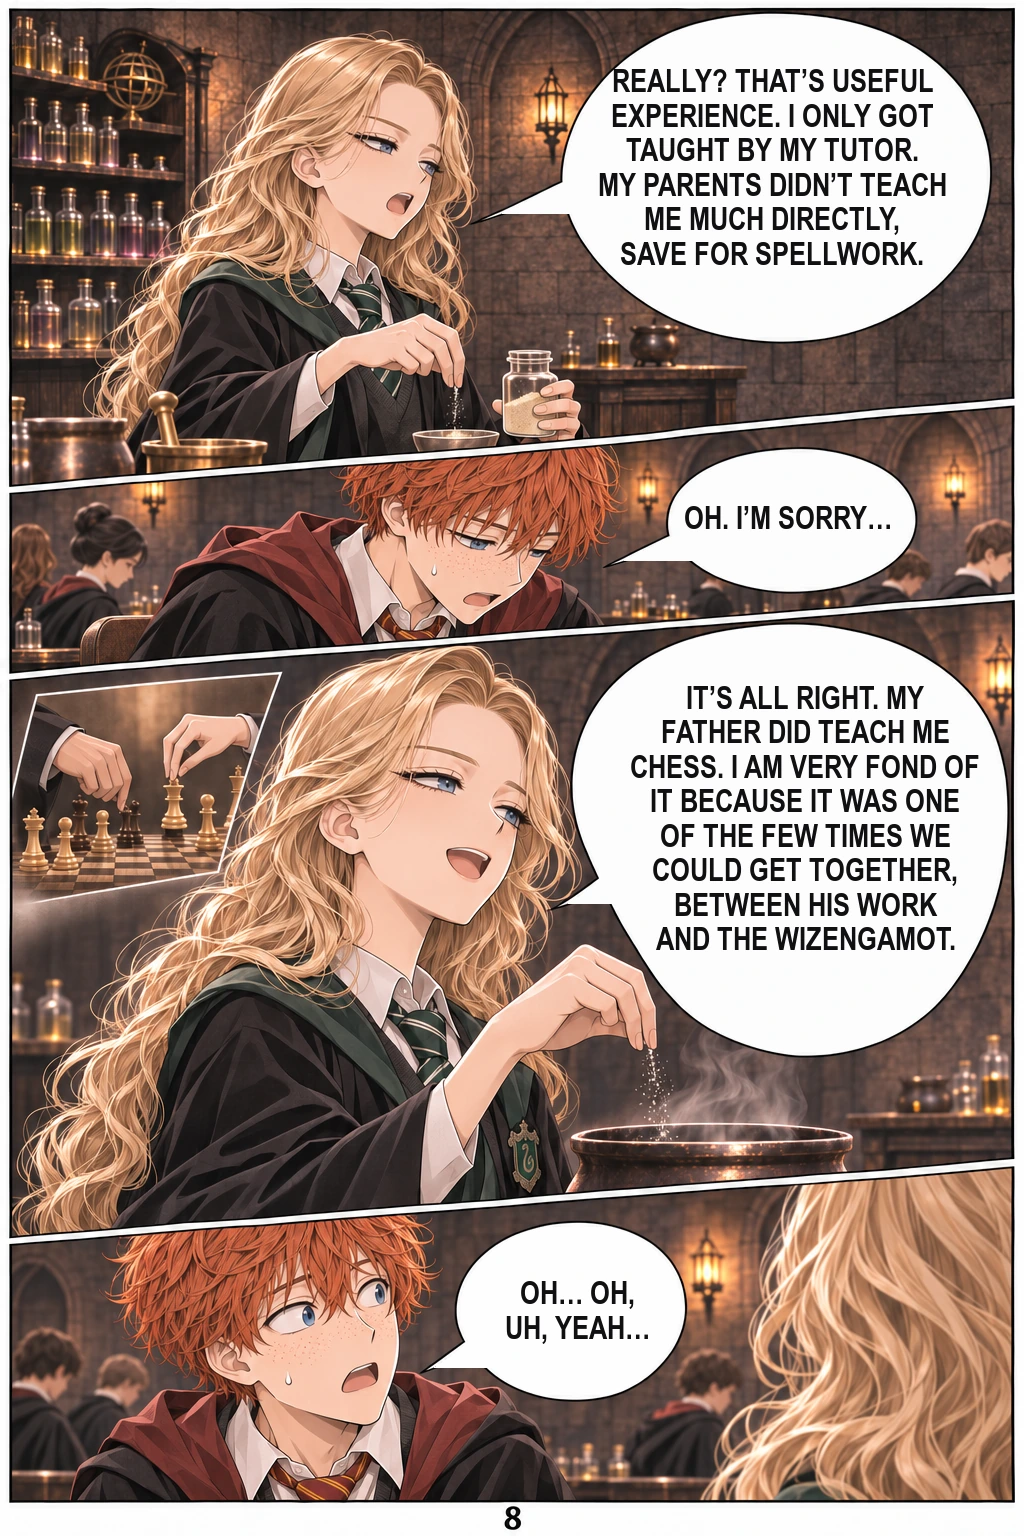 REALLY? THAT'S USEFUL
EXPERIENCE. I ONLY GOT
TAUGHT BY MY TUTOR.
MY PARENTS DIDN'T TEACH
ME MUCH DIRECTLY,
SAVE FOR SPELLWORK.
OH. I'M SORRY...
IT'S ALL RIGHT. MY
FATHER DID TEACH ME
CHESS. I AM VERY FOND OF
IT BECAUSE IT WAS ONE
OF THE FEW TIMES WE
COULD GET TOGETHER,
BETWEEN HIS WORK
AND THE WIZENGAMOT.
OH... OH,
UH, YEAH...
8